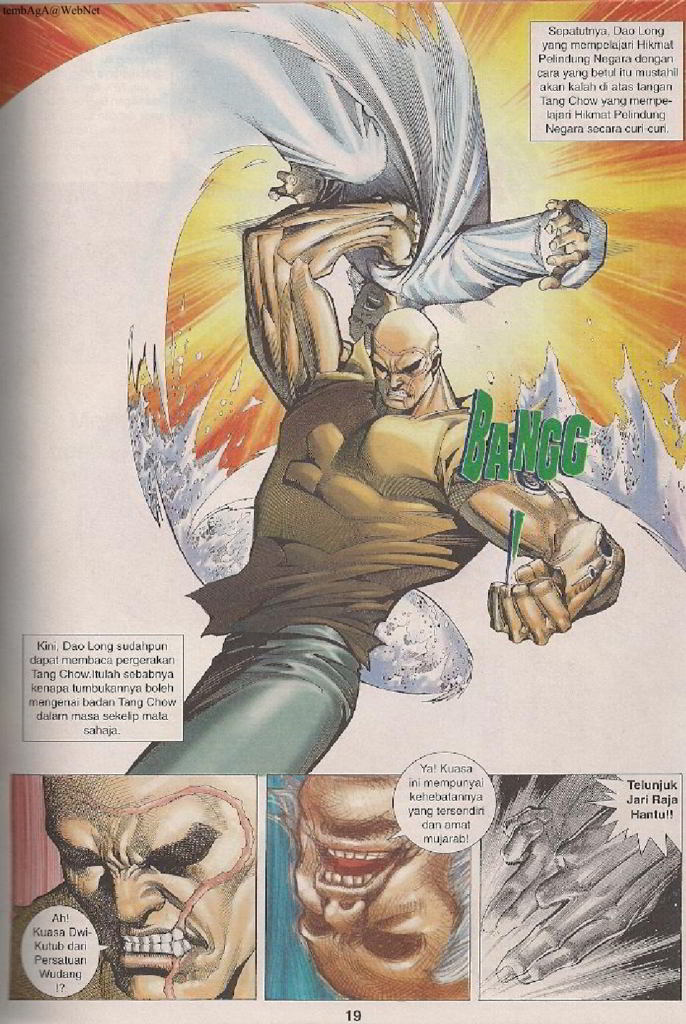 tembAgA@WebNet
Sepatutnya, Dao Long
yang mempelajari Hikmat
Pelindung Negara dengan
cara yang betul itu mustahil
akan kalah di atas tangan
Tang Chow yang mempe-
lajari Hikmat Pelindung
Negara secara curi-curi.
BANGG
!
Kini, Dao Long sudahpun
dapat membaca pergerakan
Tang Chow.Itulah sebabnya
kenapa tumbukannya boleh
mengenai badan Tang Chow
dalam masa sekelip mata
sahaja.
Ah!
Kuasa Dwi-
Kutub dari
Persatuan
Wudang
!?
Ya! Kuasa
ini mempunyai
kehebatannya
yang tersendiri
dan amat
mujarab!
Telunjuk
Jari Raja
Hantu!!
19